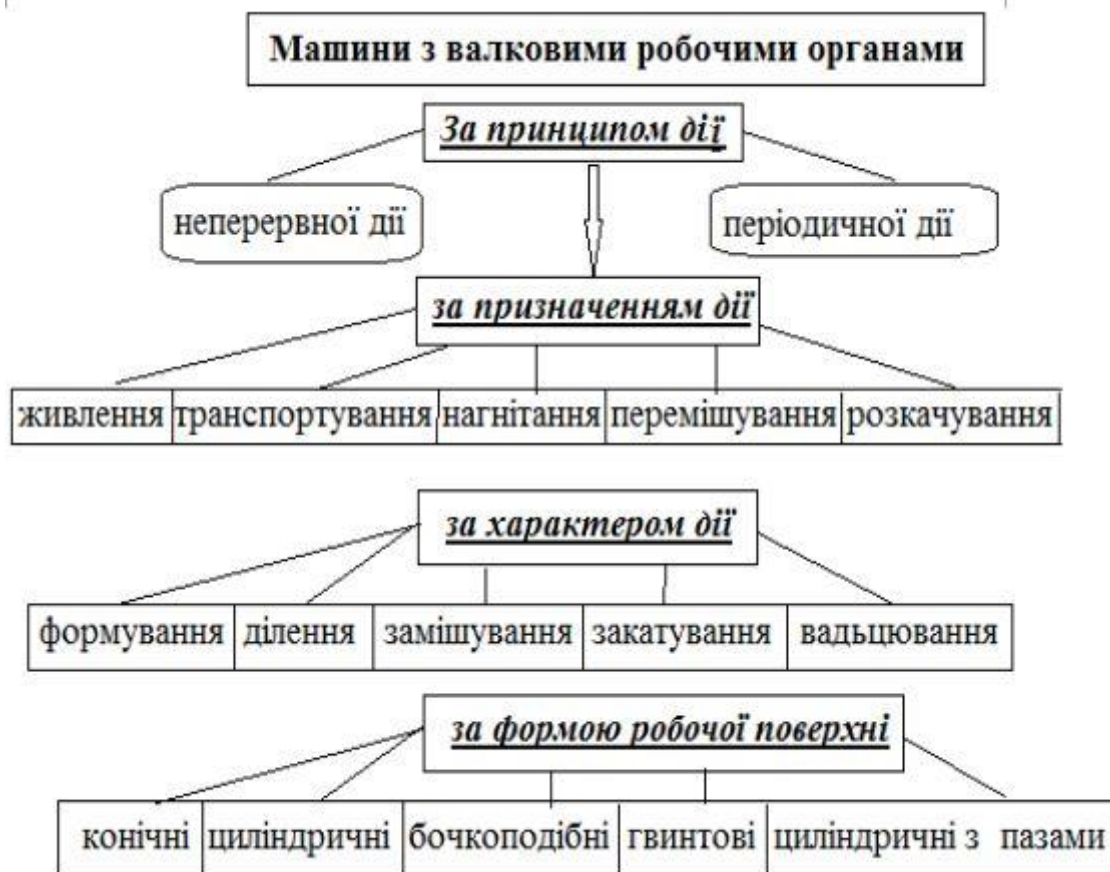 Машини з валковими робочими органами
За принципом дії
неперервної дії періодичної дії
за призначенням дії
живлення транспортування нагнітання перемішування розкачування
за характером дії
формування ділення замішування закатування вадьцювання
за формою робочої поверхні
конічні циліндричні бочкоподібні гвинтові циліндричні з пазами